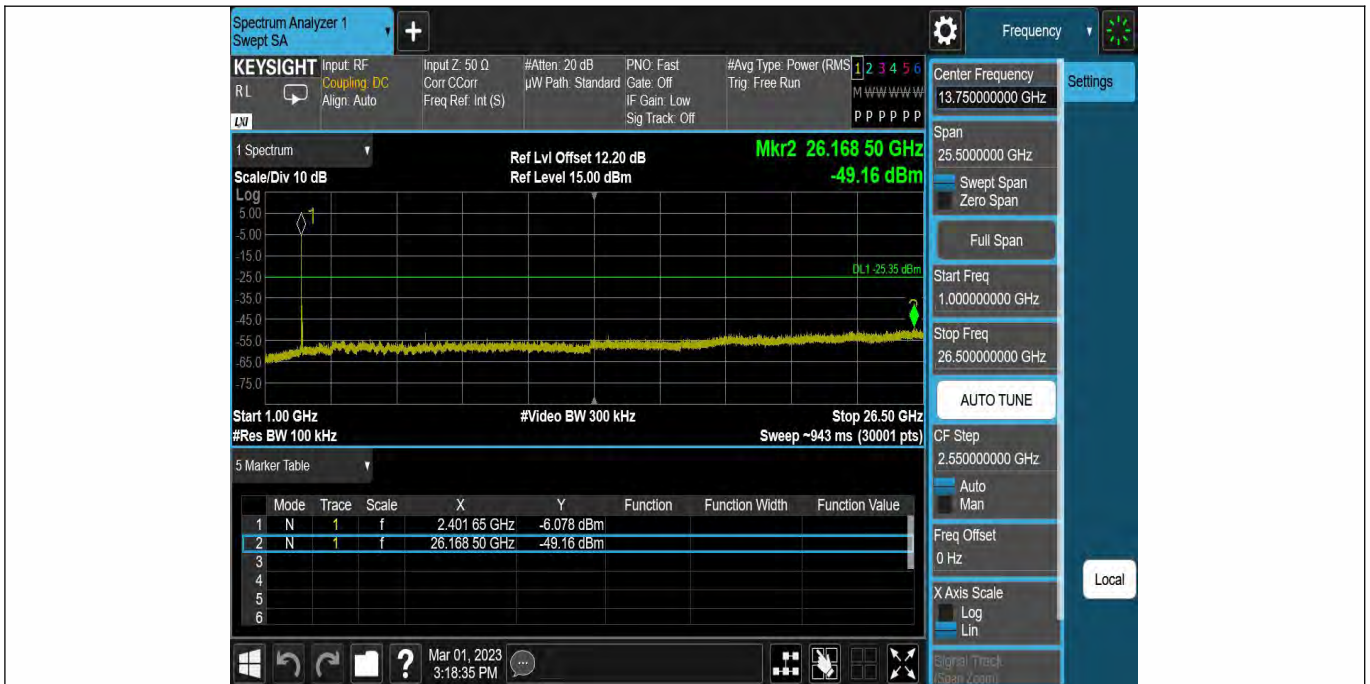 Spectrum Analyzer 1
Swept SA
+
Frequency
KEYSIGHT
RL
LXI
Input: RF
Coupling: DC
Align: Auto
Input Z: 50 Ω
Corr CCorr
Freq Ref: Int (S)
#Atten: 20 dB
µW Path: Standard
PNO: Fast
Gate: Off
IF Gain: Low
Sig Track: Off
#Avg Type: Power (RMS
Trig: Free Run
1 2 3 4 5 6
M W W W W W
P P P P P P
Center Frequency
13.750000000 GHz
Settings
Span
25.5000000 GHz
Swept Span
Zero Span
Full Span
Start Freq
1.000000000 GHz
Stop Freq
26.500000000 GHz
AUTO TUNE
CF Step
2.550000000 GHz
Auto
Man
Freq Offset
0 Hz
X Axis Scale
Log
Lin
Signal Track
(Span Zoom)
Local
1 Spectrum
Scale/Div 10 dB
Ref Lvl Offset 12.20 dB
Ref Level 15.00 dBm
Mkr2 26.168 50 GHz
-49.16 dBm
Log
5.00
-5.00
-15.0
-25.0
-35.0
-45.0
-55.0
-65.0
-75.0
1
DL1 -25.35 dBm
2
Start 1.00 GHz
#Video BW 300 kHz
Stop 26.50 GHz
#Res BW 100 kHz
Sweep ~943 ms (30001 pts)
5 Marker Table
Mode Trace Scale X Y Function Function Width Function Value
1 N 1 f 2.401 65 GHz -6.078 dBm
2 N 1 f 26.168 50 GHz -49.16 dBm
3
4
5
6
?
Mar 01, 2023
3:18:35 PM